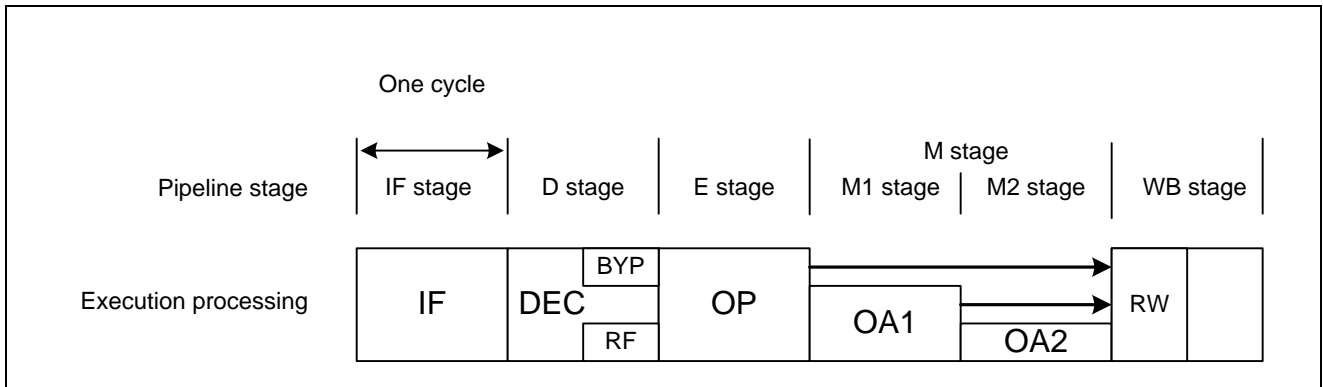 One cycle
M stage
Pipeline stage IF stage D stage E stage M1 stage M2 stage WB stage
BYP
Execution processing IF DEC OP OA1 RW
RF OA2